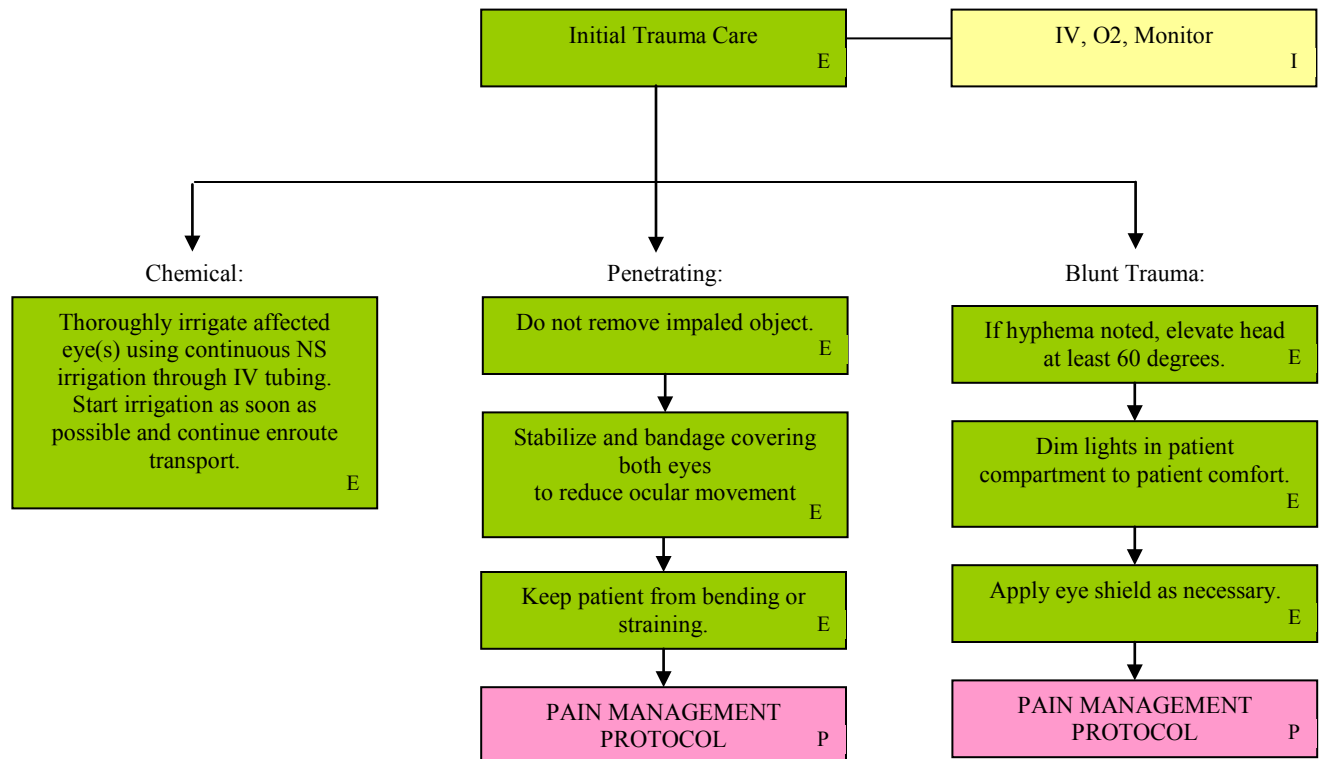 Initial Trauma Care
E
IV, O2, Monitor
I
Chemical:
Thoroughly irrigate affected
eye(s) using continuous NS
irrigation through IV tubing.
Start irrigation as soon as
possible and continue enroute
transport.
E
Penetrating:
Do not remove impaled object.
E
Stabilize and bandage covering
both eyes
to reduce ocular movement
E
Keep patient from bending or
straining. E
PAIN MANAGEMENT
PROTOCOL P
Blunt Trauma:
If hyphema noted, elevate head
at least 60 degrees. E
Dim lights in patient
compartment to patient comfort.
E
Apply eye shield as necessary.
E
PAIN MANAGEMENT
PROTOCOL P